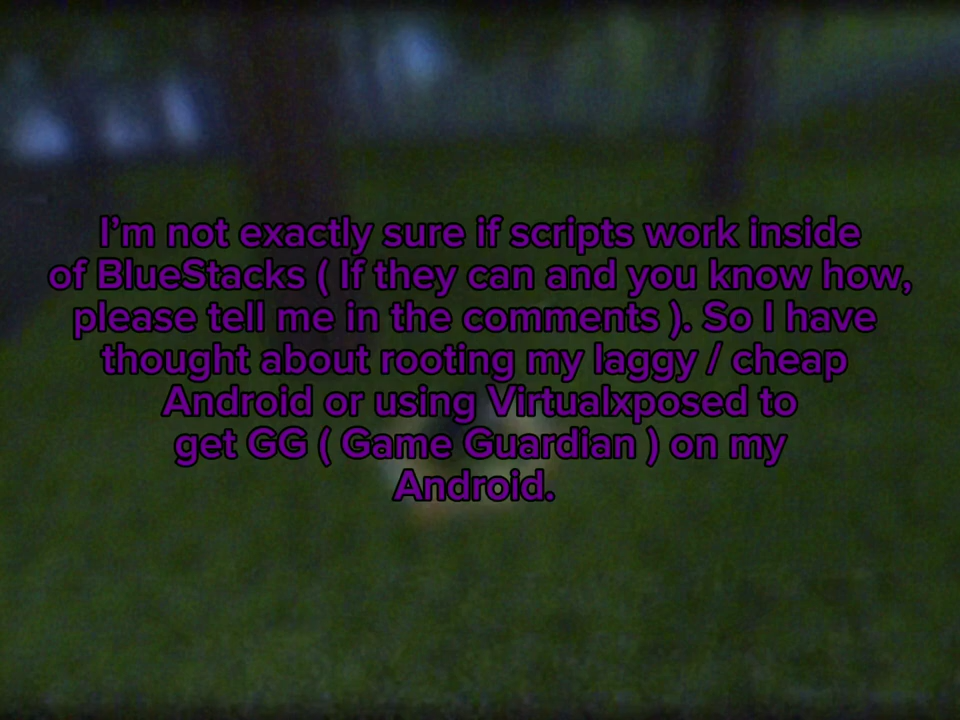 I'm not exactly sure if scripts work inside
of BlueStacks ( If they can and you know how,
please tell me in the comments ). So I have
thought about rooting my laggy / cheap
Android or using Virtualxposed to
get GG ( Game Guardian ) on my
Android.